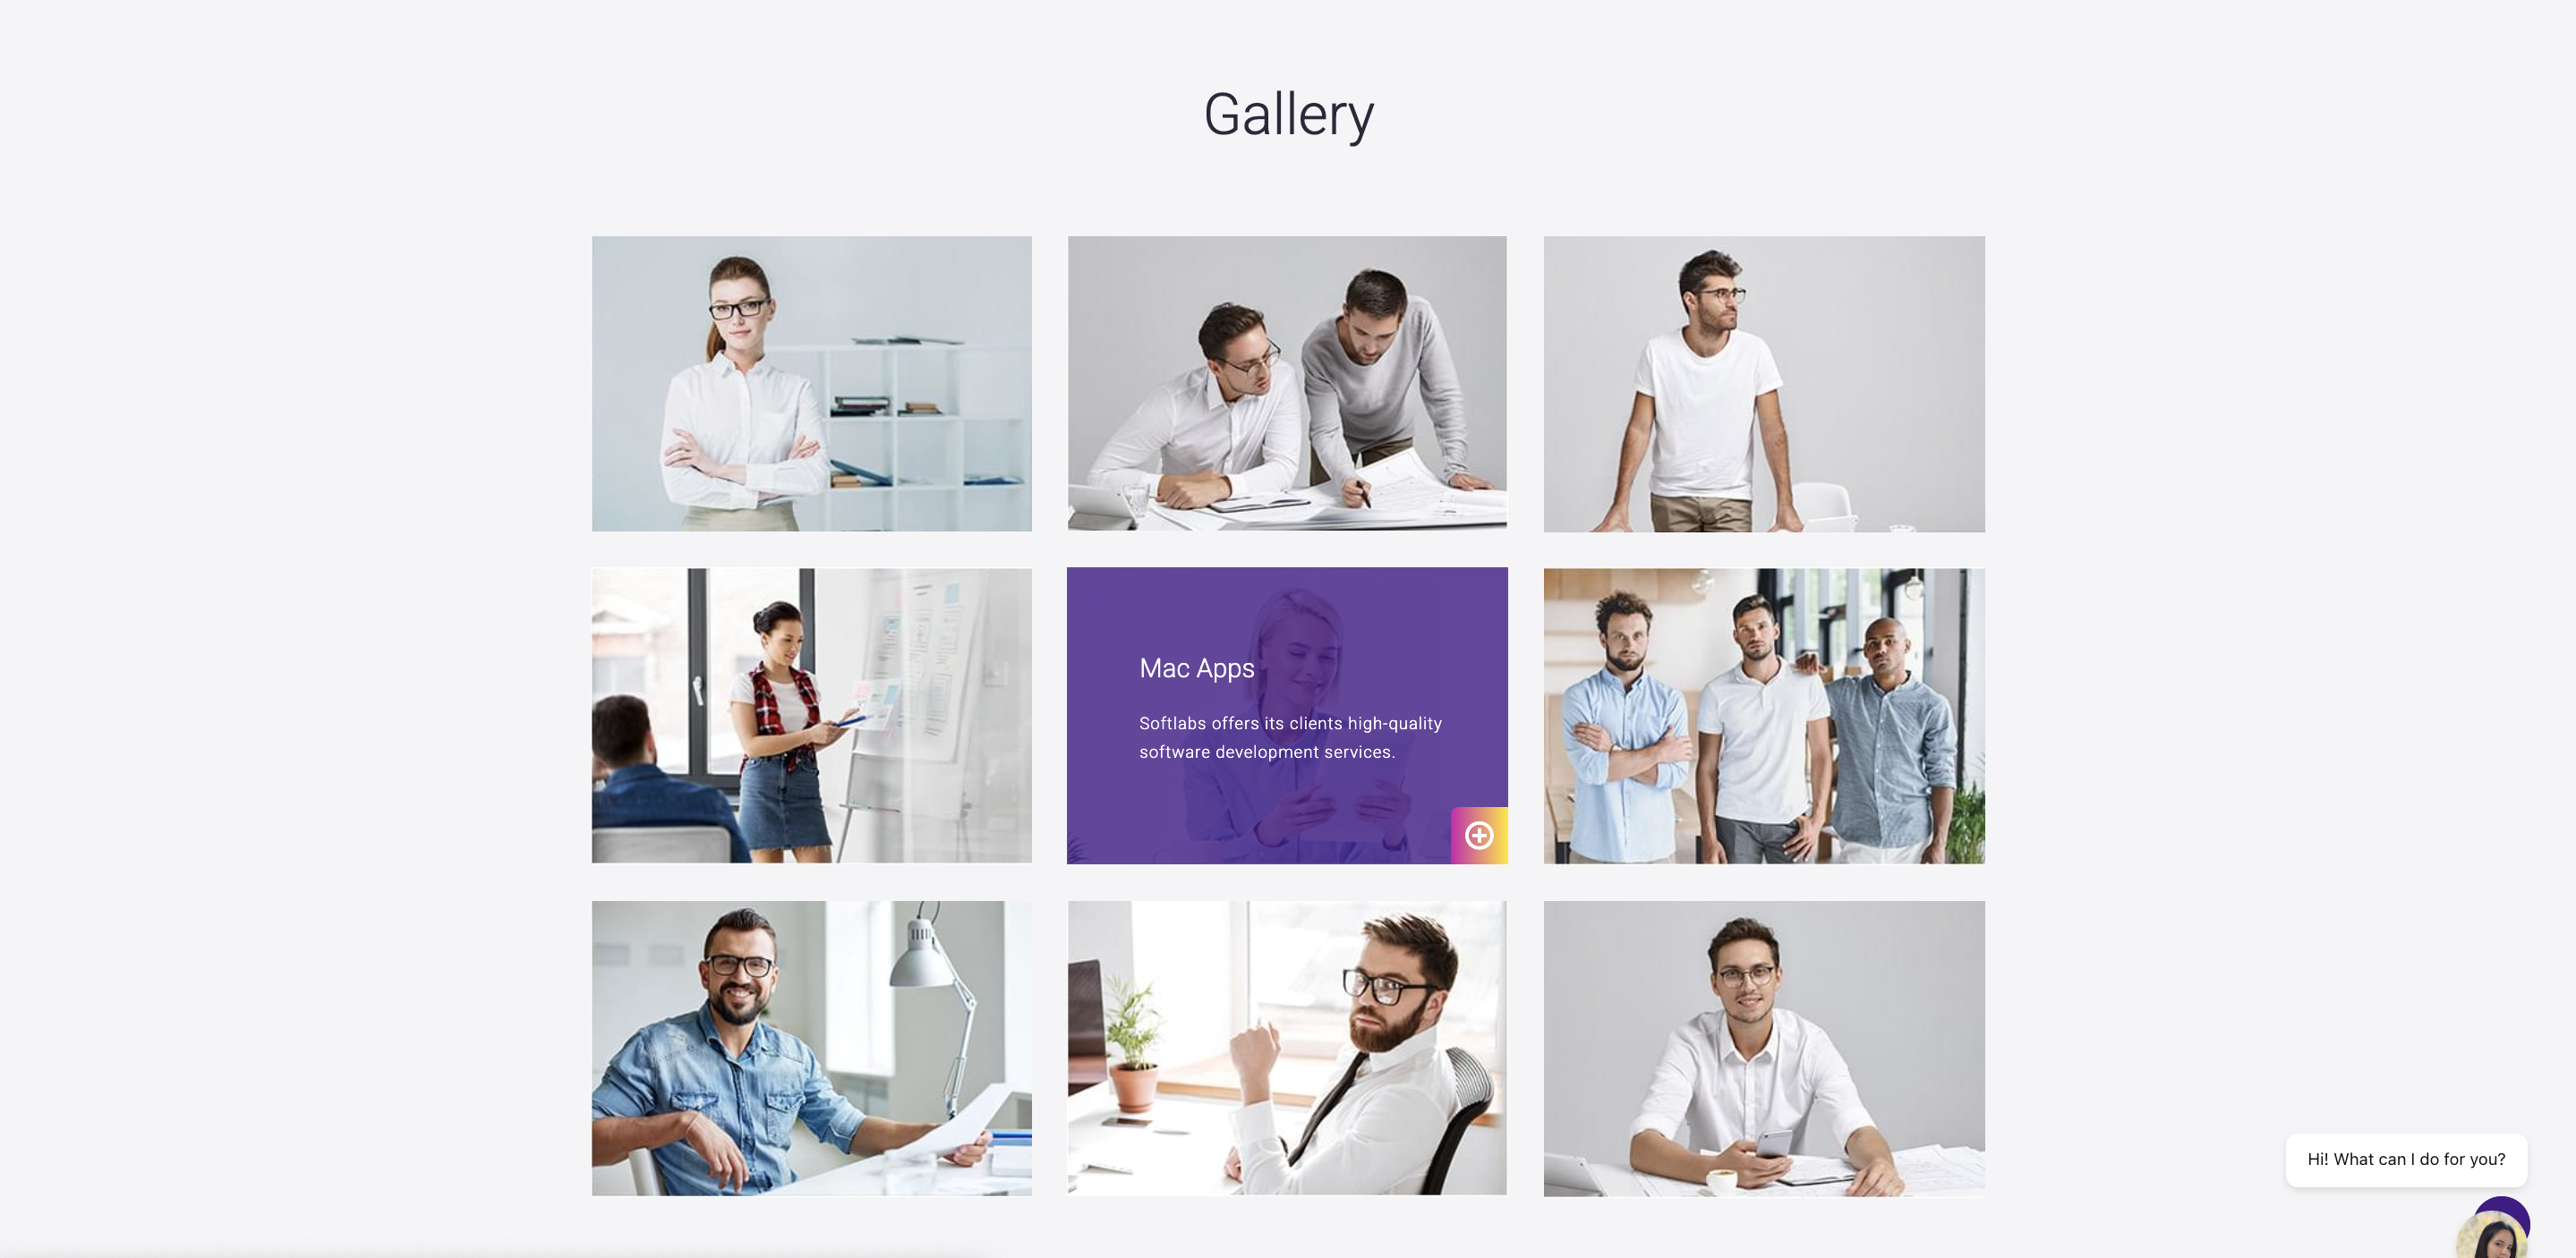 Gallery
Mac Apps
Softlabs offers its clients high-quality
software development services.
Hi! What can I do for you?